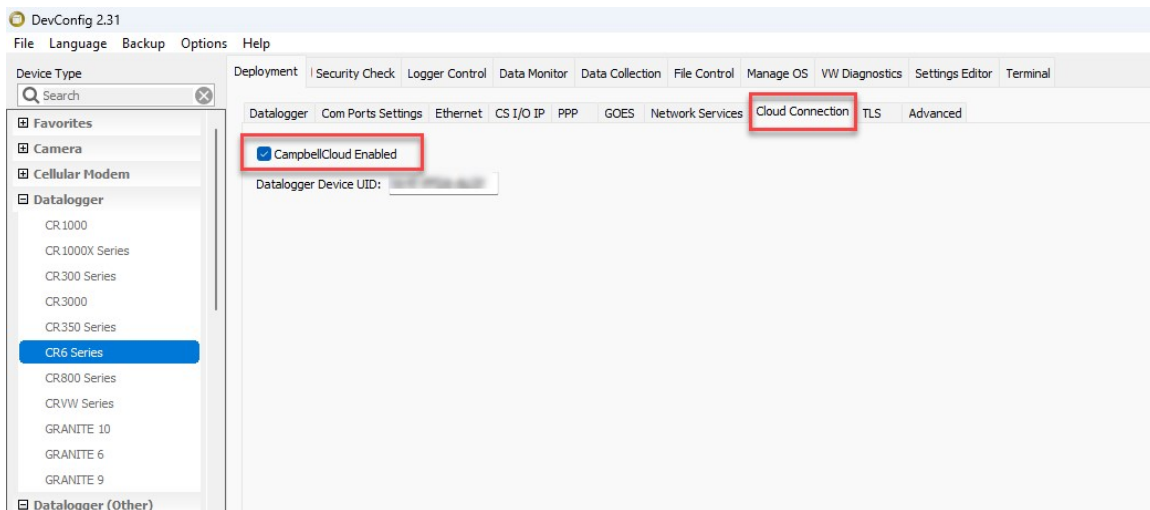 DevConfig 2.31
File Language Backup Options Help
Device Type
Search
Favorites
Camera
Cellular Modem
Datalogger
CR1000
CR1000X Series
CR300 Series
CR3000
CR350 Series
CR6 Series
CR800 Series
CRVW Series
GRANITE 10
GRANITE 6
GRANITE 9
Datalogger (Other)
Deployment Security Check Logger Control Data Monitor Data Collection File Control Manage OS VW Diagnostics Settings Editor Terminal
Datalogger Com Ports Settings Ethernet CS I/O IP PPP GOES Network Services Cloud Connection TLS Advanced
CampbellCloud Enabled
Datalogger Device UID: